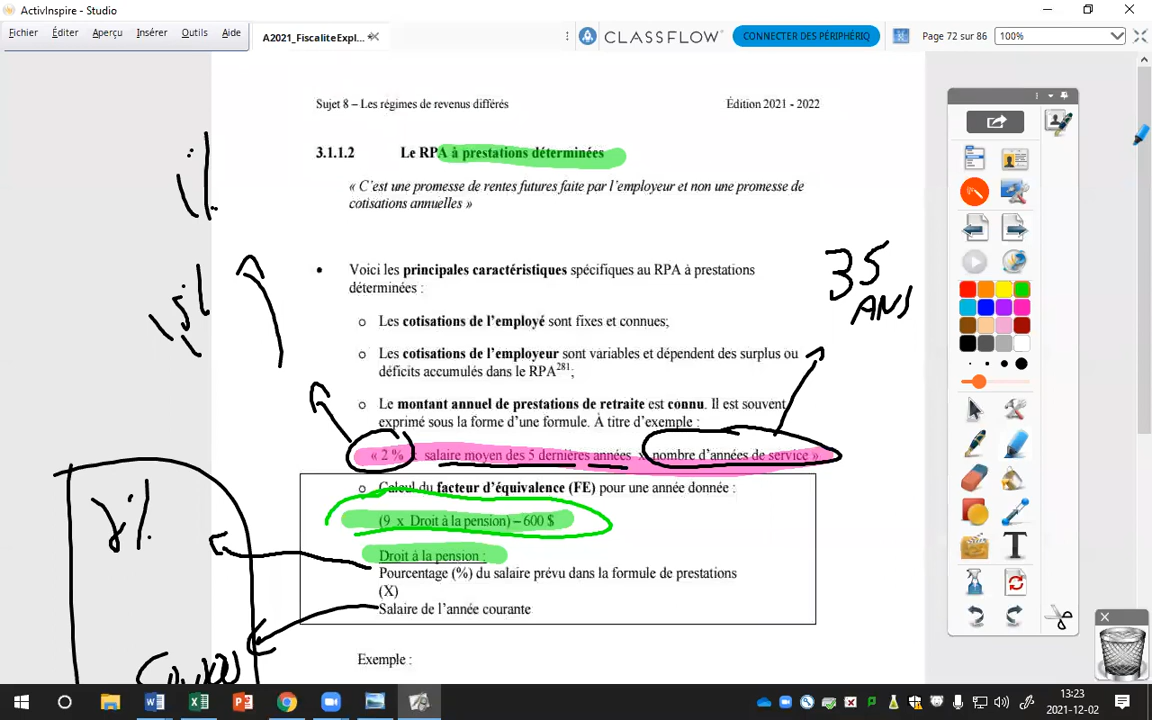 ActivInspire - Studio
Fichier Éditer Aperçu Insérer Outils Aide
A2021_FiscaliteExpl...
CLASSFLOW
CONNECTER DES PÉRIPHÉRIQ
Page 72 sur 86
100%
Sujet 8 – Les régimes de revenus différés
Édition 2021 - 2022
3.1.1.2 Le RPA à prestations déterminées
« C'est une promesse de rentes futures faite par l'employeur et non une promesse de
cotisations annuelles »
35
ANS
• Voici les principales caractéristiques spécifiques au RPA à prestations
déterminées :
o Les cotisations de l'employé sont fixes et connues;
o Les cotisations de l'employeur sont variables et dépendent des surplus ou
déficits accumulés dans le RPA281;
o Le montant annuel de prestations de retraite est connu. Il est souvent
exprimé sous la forme d'une formule. À titre d'exemple :
« 2 % x salaire moyen des 5 dernières années x nombre d'années de service »
o Calcul du facteur d'équivalence (FE) pour une année donnée :
(9 x Droit à la pension) – 600 $
Droit à la pension :
Pourcentage (%) du salaire prévu dans la formule de prestations
(X)
Salaire de l'année courante
Exemple :
13:23
2021-12-02